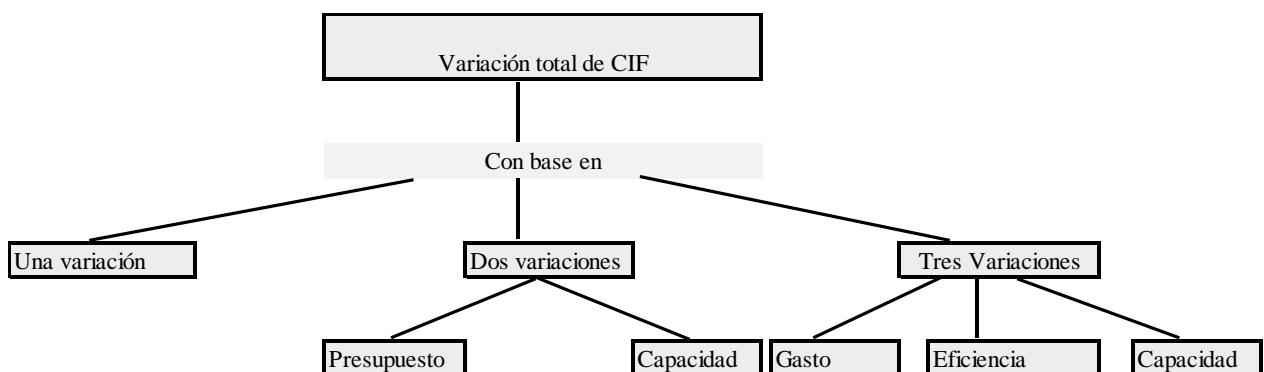 Variación total de CIF
Con base en
Una variación
Dos variaciones
Tres Variaciones
Presupuesto
Capacidad
Gasto
Eficiencia
Capacidad